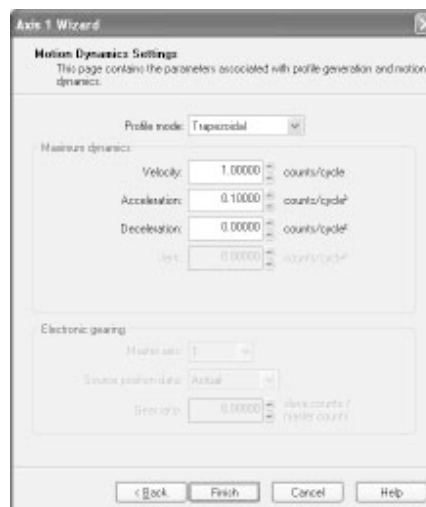 Axis 1 Wizard
Motion Dynamics Settings
This page contains the parameters associated with profile generation and motion
dynamics.
Profile mode: Trapezoidal
Maximum dynamics
Velocity: 1.00000 counts/cycle
Acceleration: 0.10000 counts/cycle²
Deceleration: 0.00000 counts/cycle²
Jerk: 0.00000 counts/cycle³
Electronic gearing
Master axis: 1
Source position data: Actual
Gear ratio: 0.00000 slave counts /
master counts
< Back Finish Cancel Help